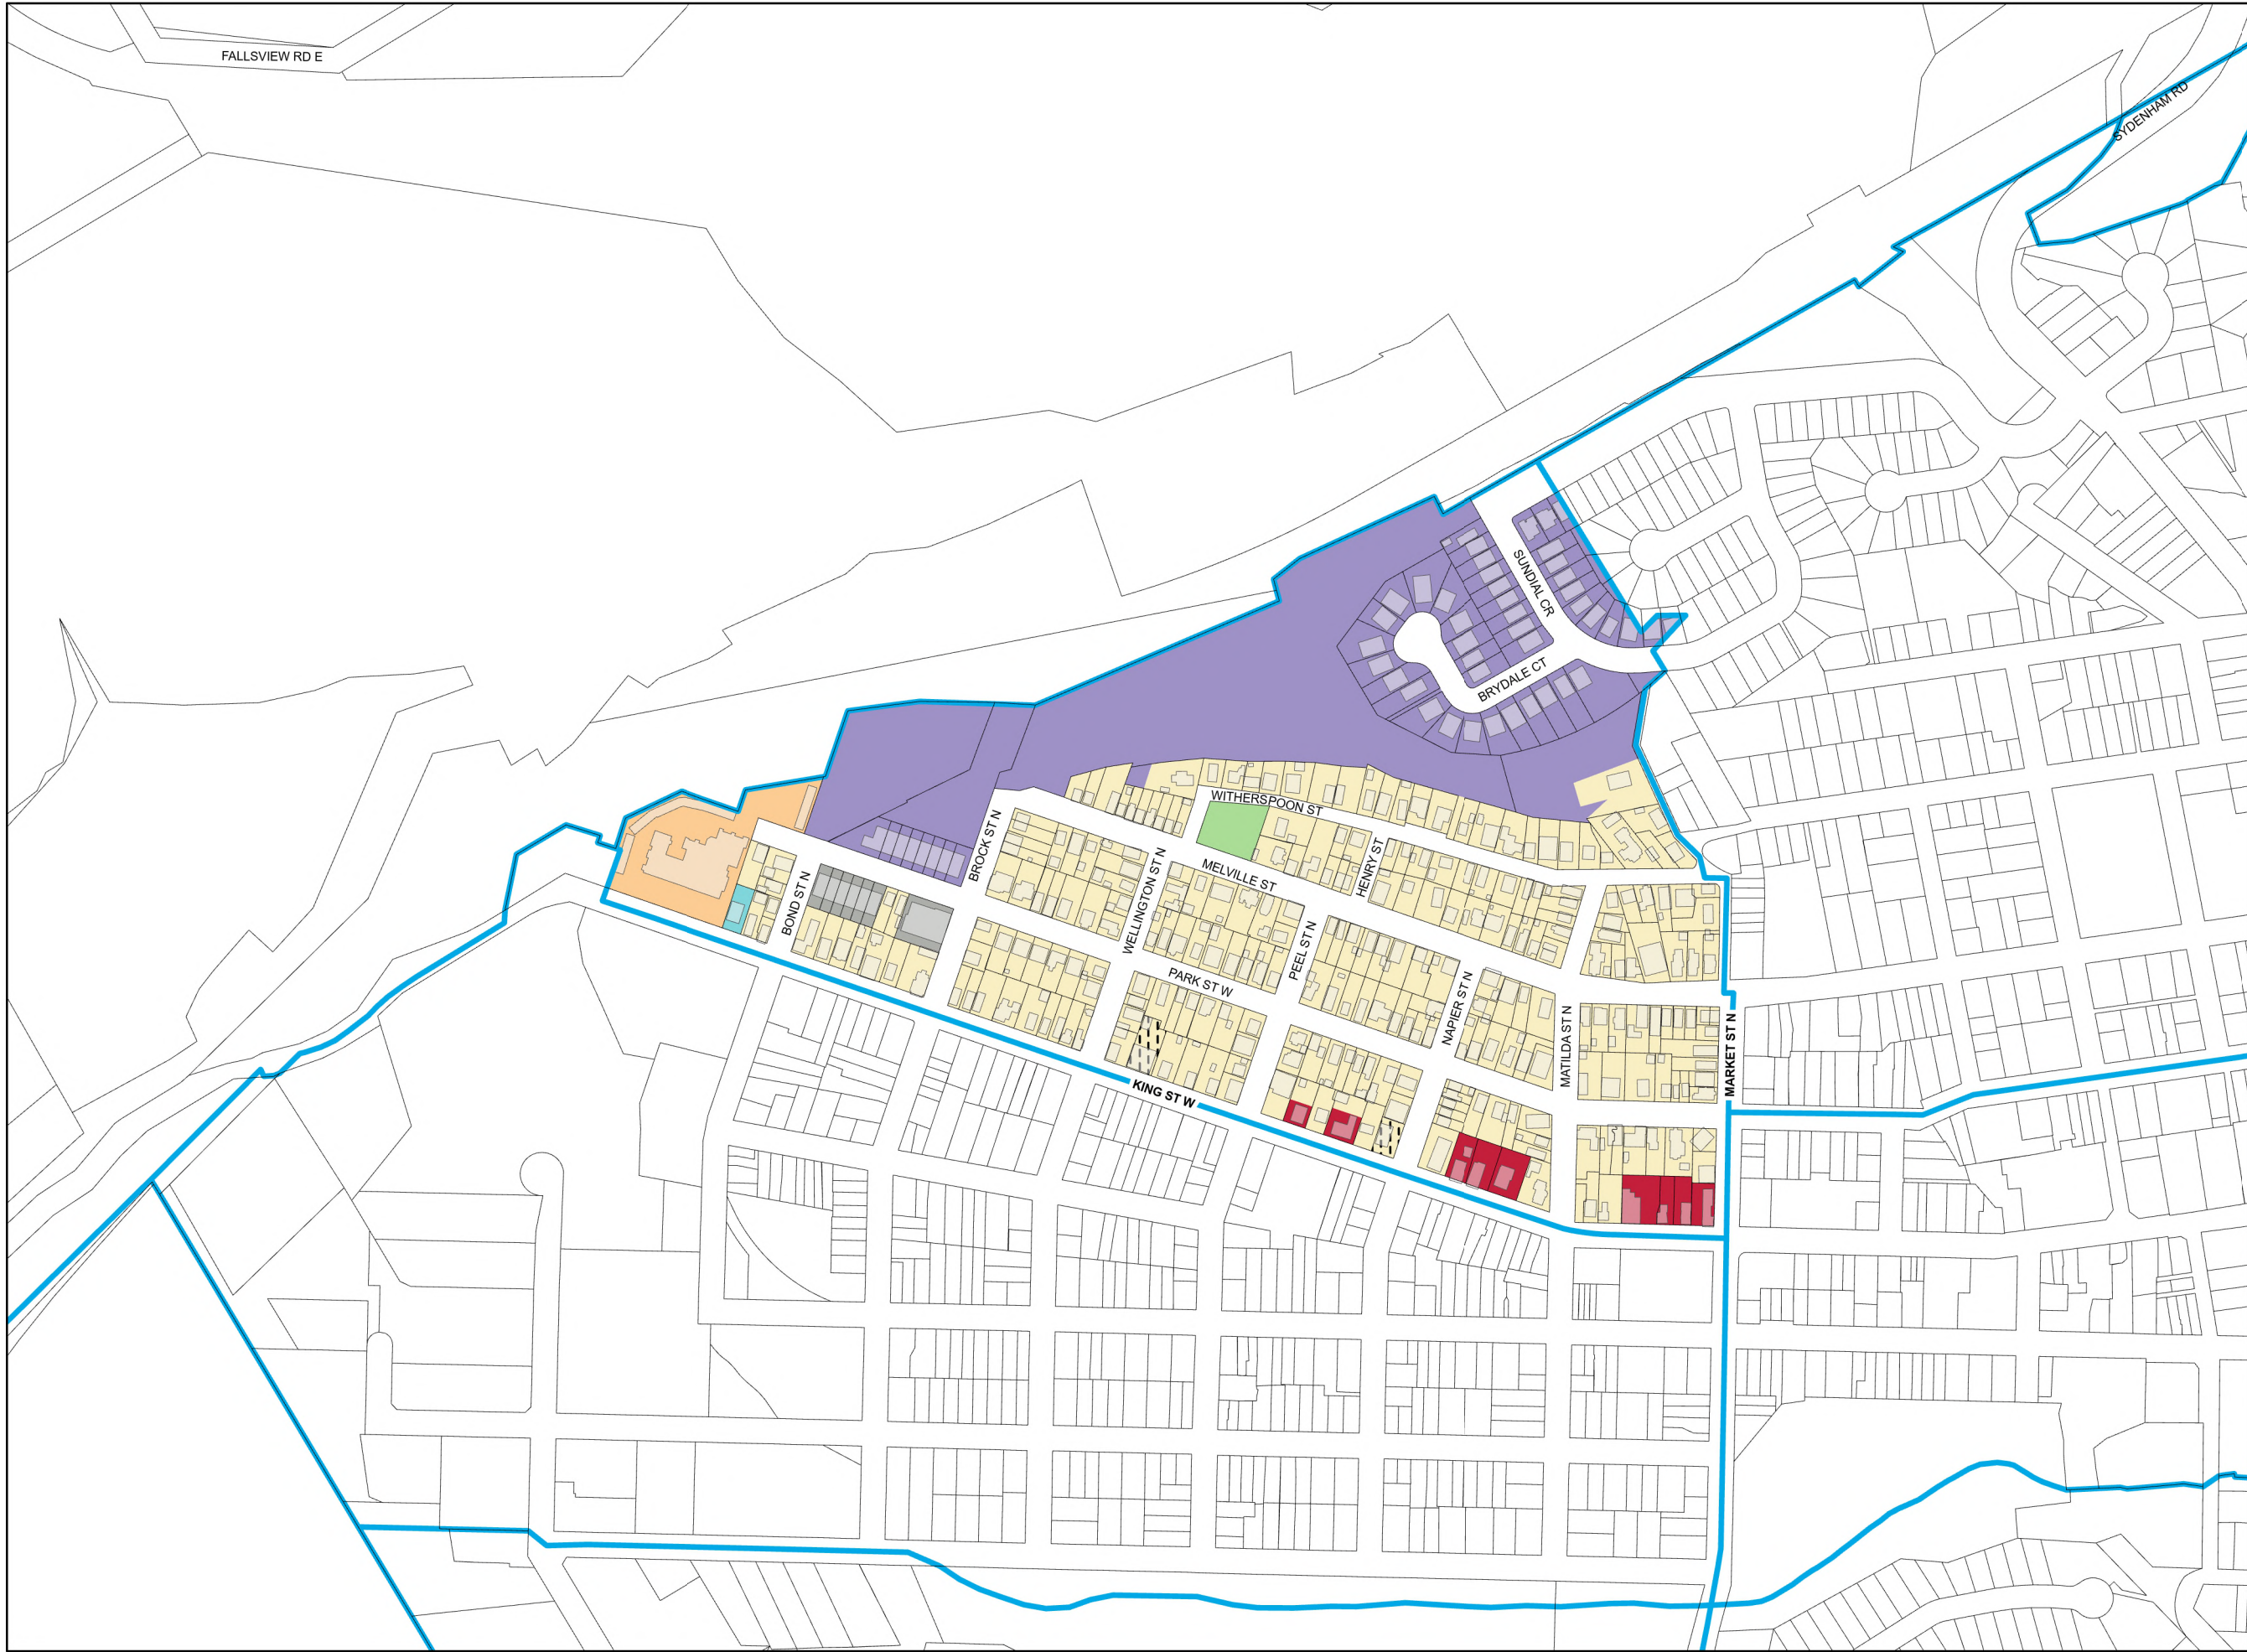 FALLSVIEW RD E
SYDENHAM RD
SUNDIAL CR
BRYDALE CT
WITHERSPOON ST
BROCK ST N
MELVILLE ST
HENRY ST
WELLINGTON ST N
BOND ST N
PEEL ST N
PARK ST W
NAPIER ST N
MATILDA ST N
MARKET ST N
KING ST W